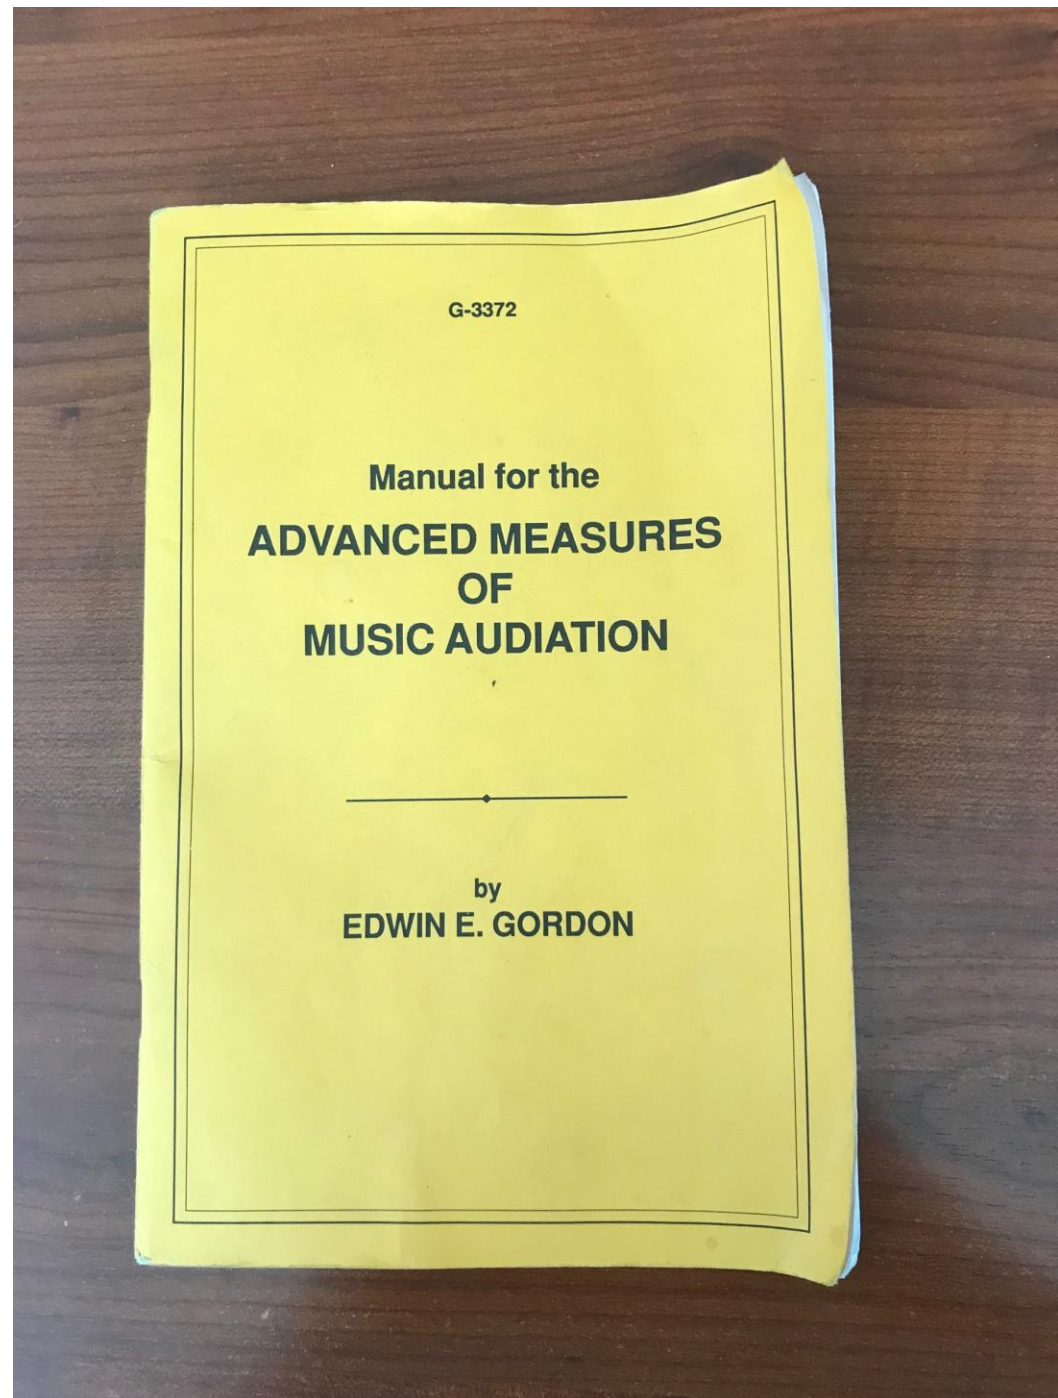 G-3372
Manual for the
ADVANCED MEASURES
OF
MUSIC AUDIATION
by
EDWIN E. GORDON